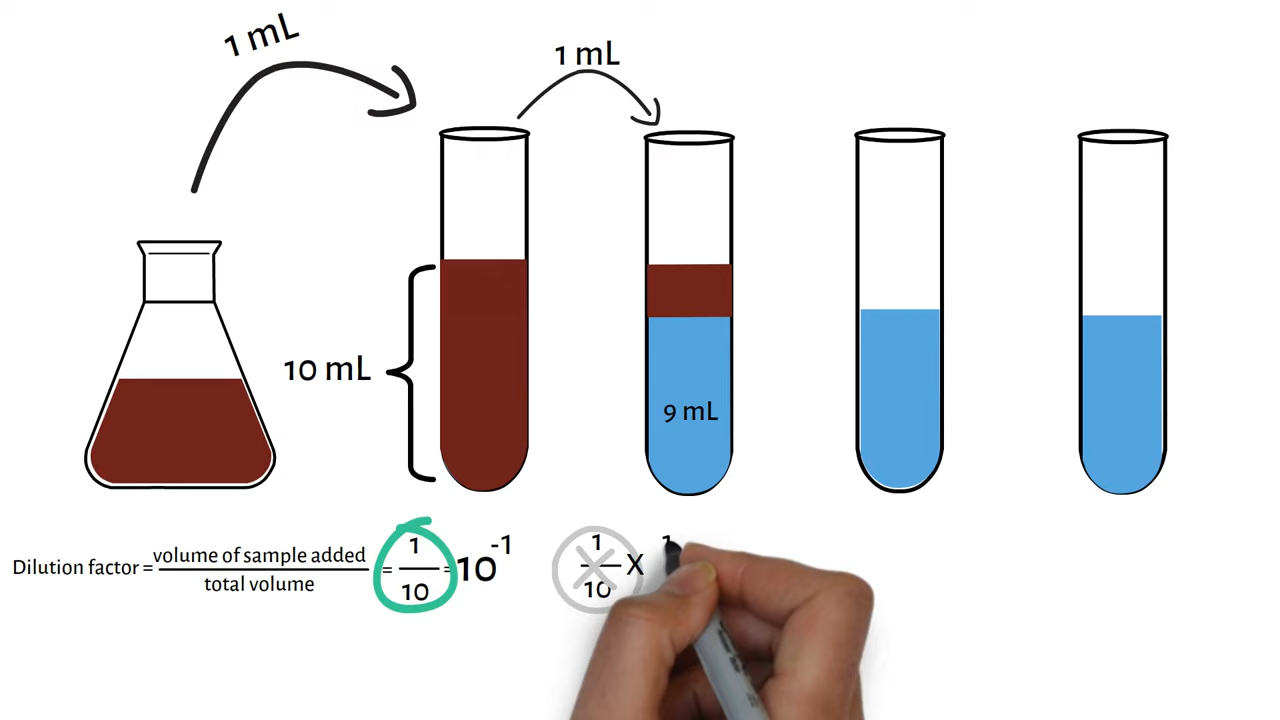 1 mL
1 mL
10 mL
9 mL
Dilution factor = volume of sample added / total volume = 1/10 = 10⁻¹
1/10 X 1